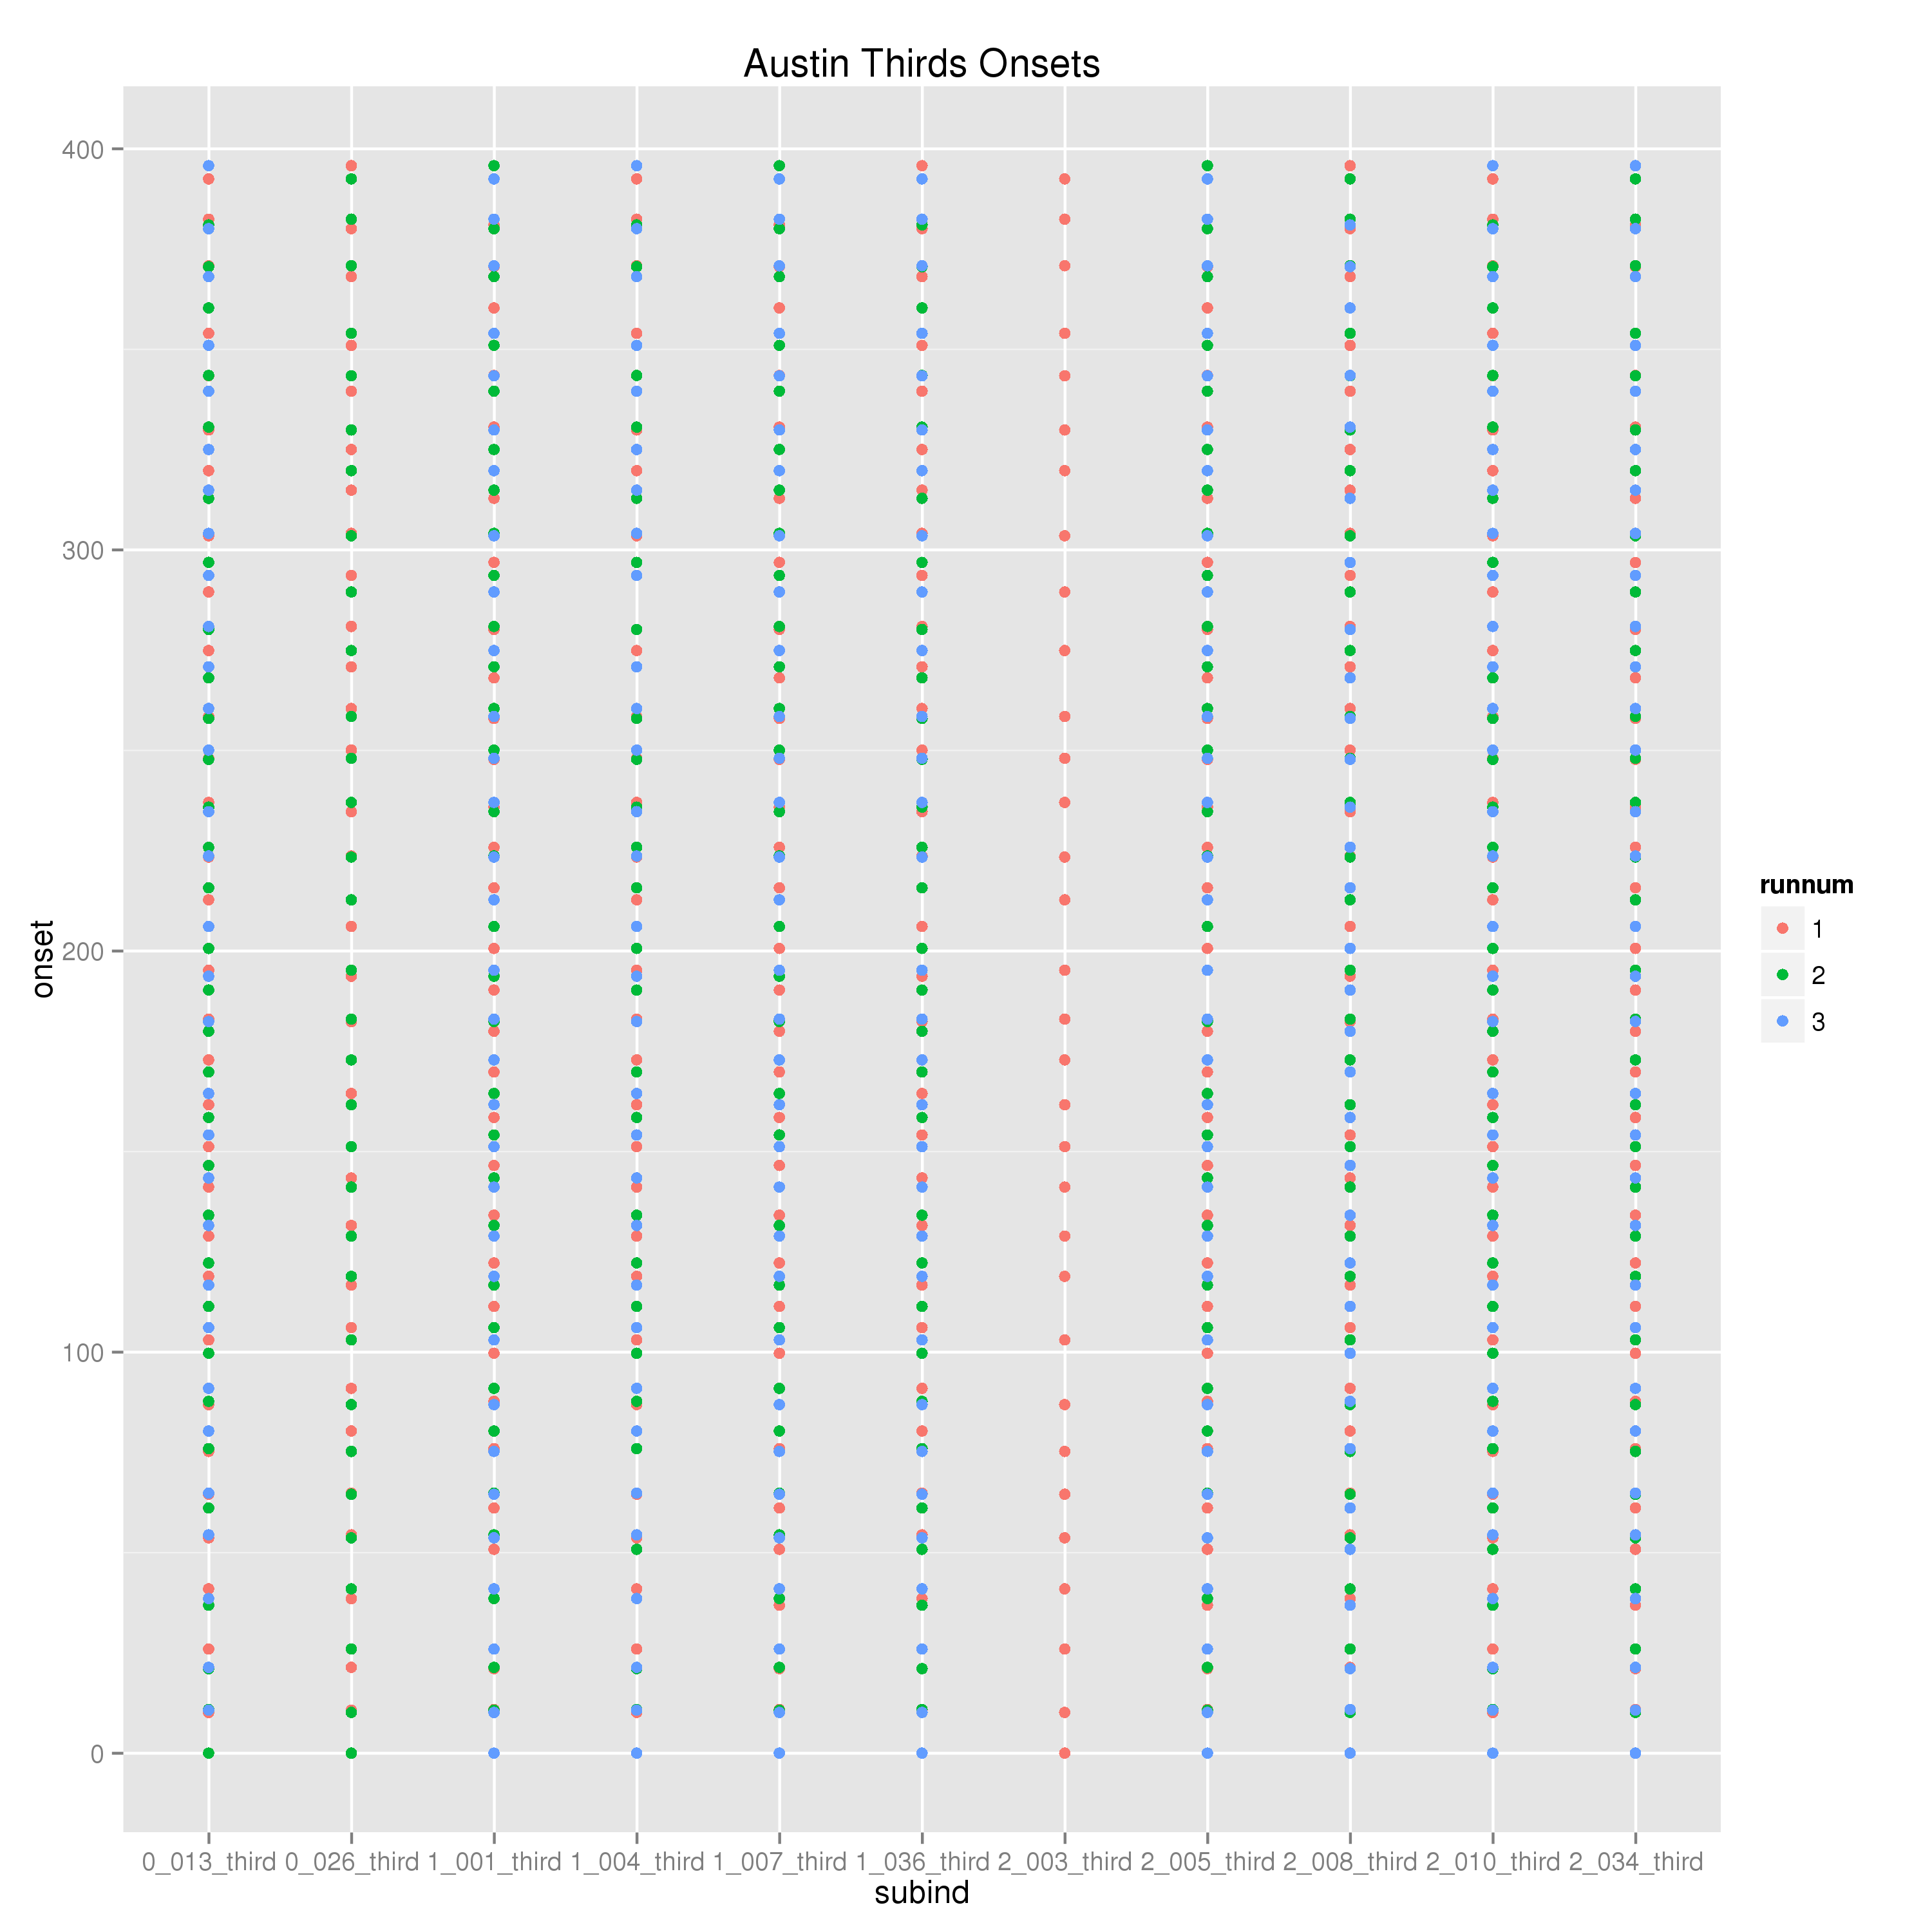 Austin Thirds Onsets
400
300
200
100
0
onset
0_013_third 0_026_third 1_001_third 1_004_third 1_007_third 1_036_third 2_003_third 2_005_third 2_008_third 2_010_third 2_034_third
subind
runnum
1
2
3